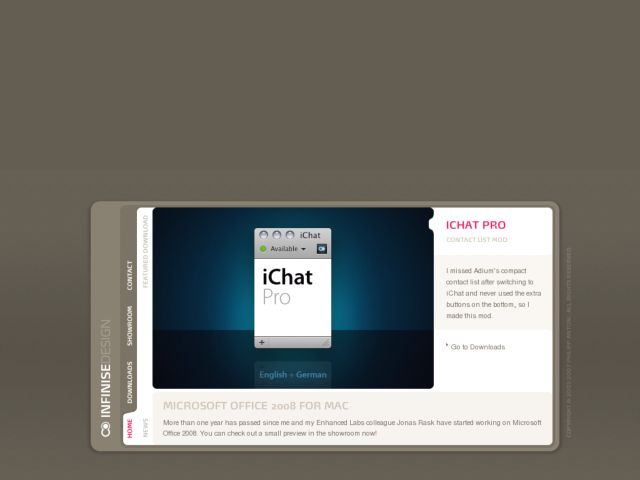 INFINISEDESIGN
HOME
DOWNLOADS
SHOWROOM
CONTACT
FEATURED DOWNLOAD
iChat
Available
iChat
Pro
+
English + German
ICHAT PRO
CONTACT LIST MOD
I missed Adium's compact
contact list after switching to
iChat and never used the extra
buttons on the bottom, so I
made this mod.
Go to Downloads
NEWS
MICROSOFT OFFICE 2008 FOR MAC
More than one year has passed since me and my Enhanced Labs colleague Jonas Rask have started working on Microsoft
Office 2008. You can check out a small preview in the showroom now!
COPYRIGHT © 2003-2007 PHILIPP ANTONI. ALL RIGHTS RESERVED.